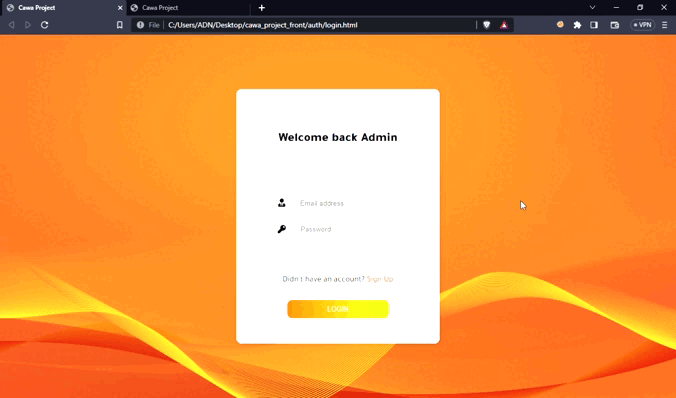 Cawa Project
Cawa Project
File
C:/Users/ADN/Desktop/cawa_project_front/auth/login.html
VPN
Welcome back Admin
Email address
Password
Didn't have an account? Sign Up
LOGIN